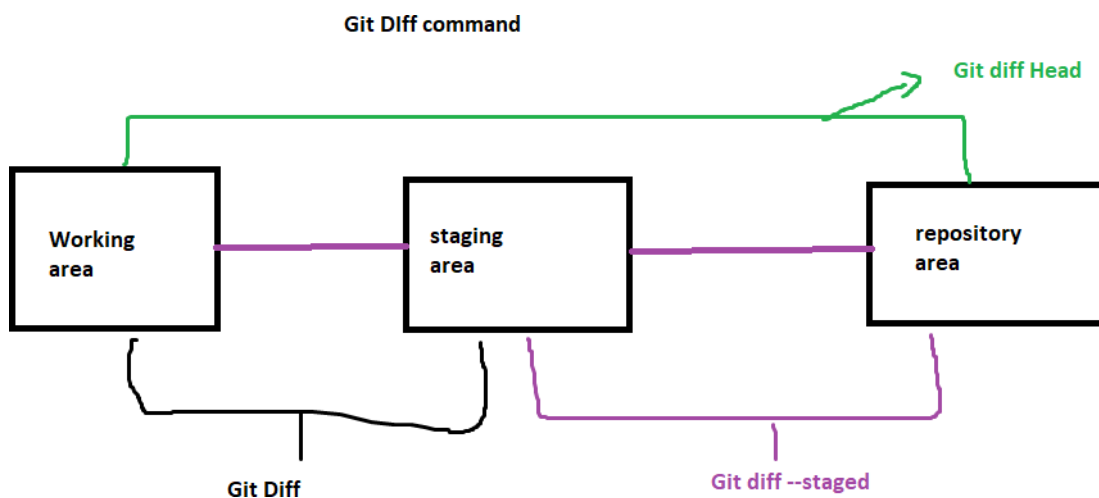 Git DIff command
Git diff Head
Working
area
staging
area
repository
area
Git Diff
Git diff --staged